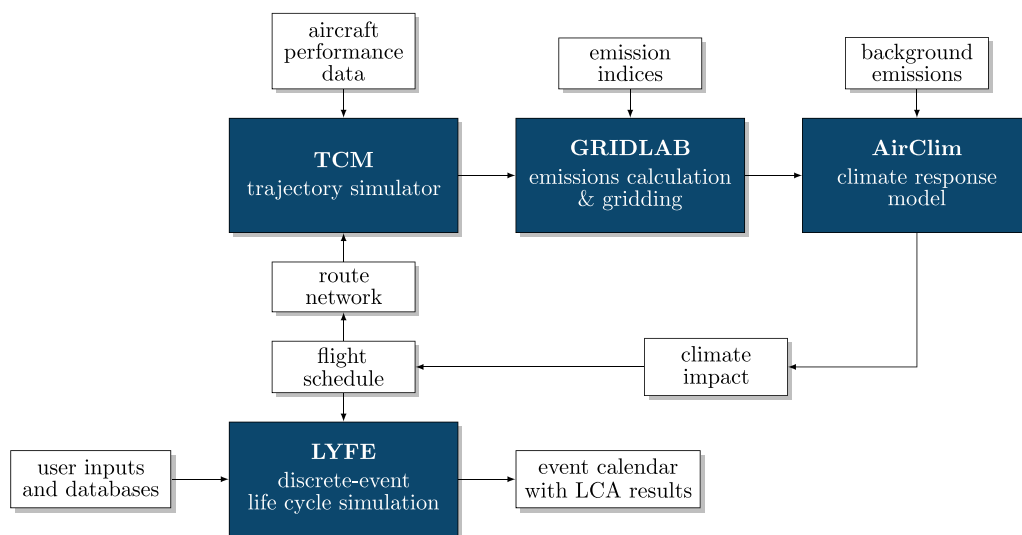 aircraft
performance
data
emission
indices
background
emissions
TCM
trajectory simulator
GRIDLAB
emissions calculation
& gridding
AirClim
climate response
model
route
network
flight
schedule
climate
impact
user inputs
and databases
LYFE
discrete-event
life cycle simulation
event calendar
with LCA results